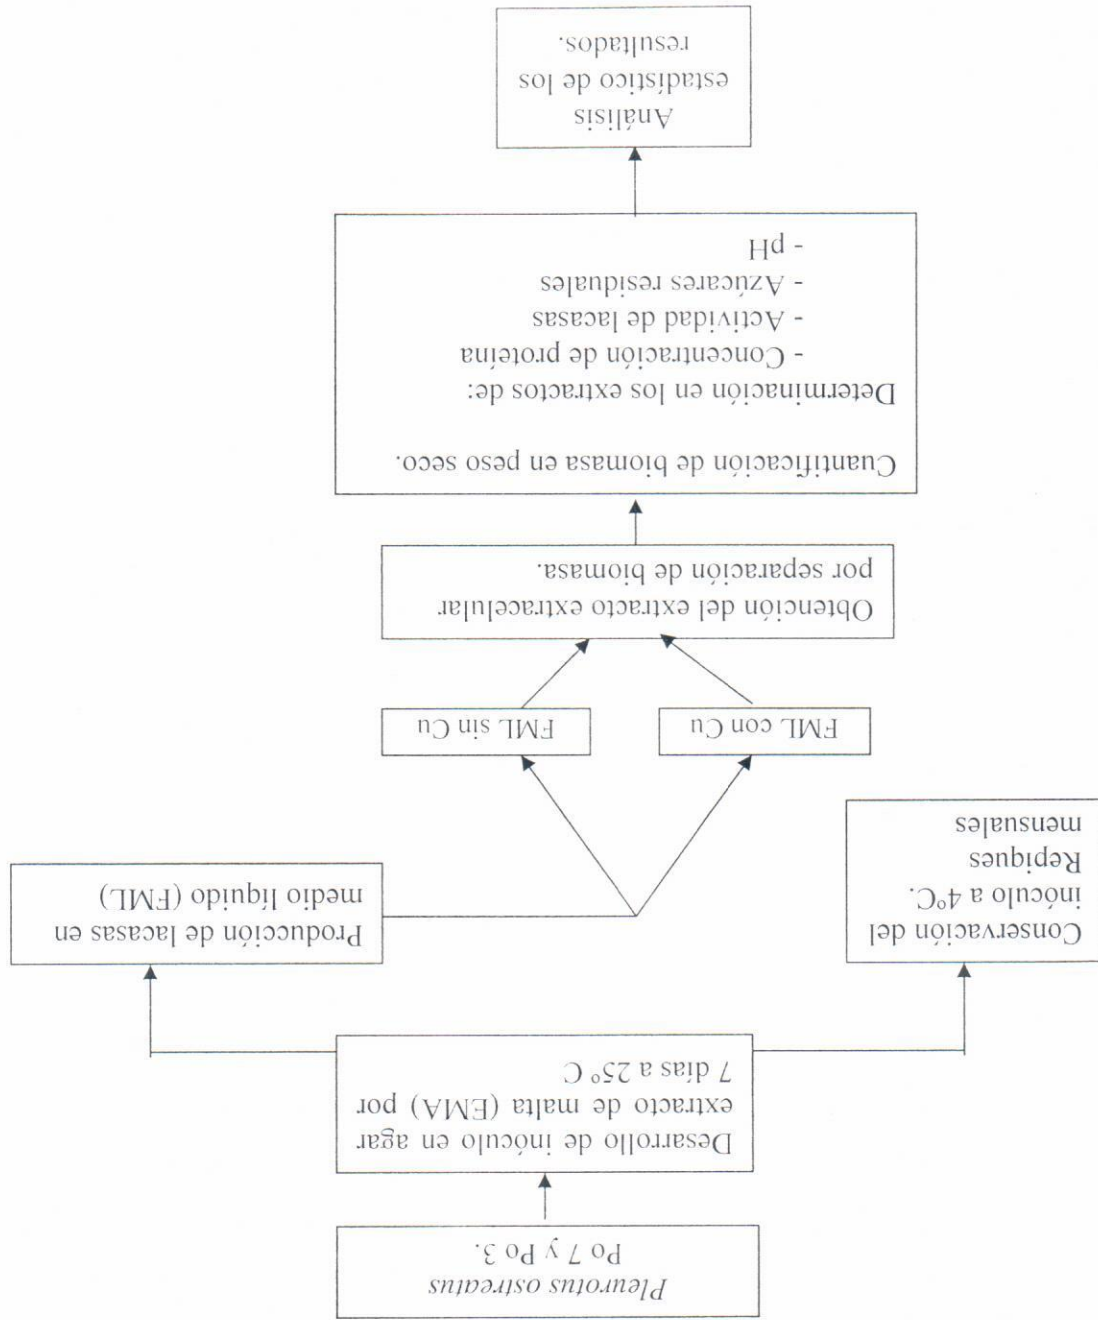 Pleurotus ostreatus
Po 7 y Po 3.
Desarrollo de inóculo en agar
extracto de malta (EMA) por
7 días a 25°C
Conservación del
inóculo a 4°C.
Repiques
mensuales
Producción de lacasas en
medio líquido (FML)
FML con Cu
FML sin Cu
Obtención del extracto extracelular
por separación de biomasa.
Cuantificación de biomasa en peso seco.
Determinación en los extractos de:
- Concentración de proteína
- Actividad de lacasas
- Azúcares residuales
- pH
Análisis
estadístico de los
resultados.